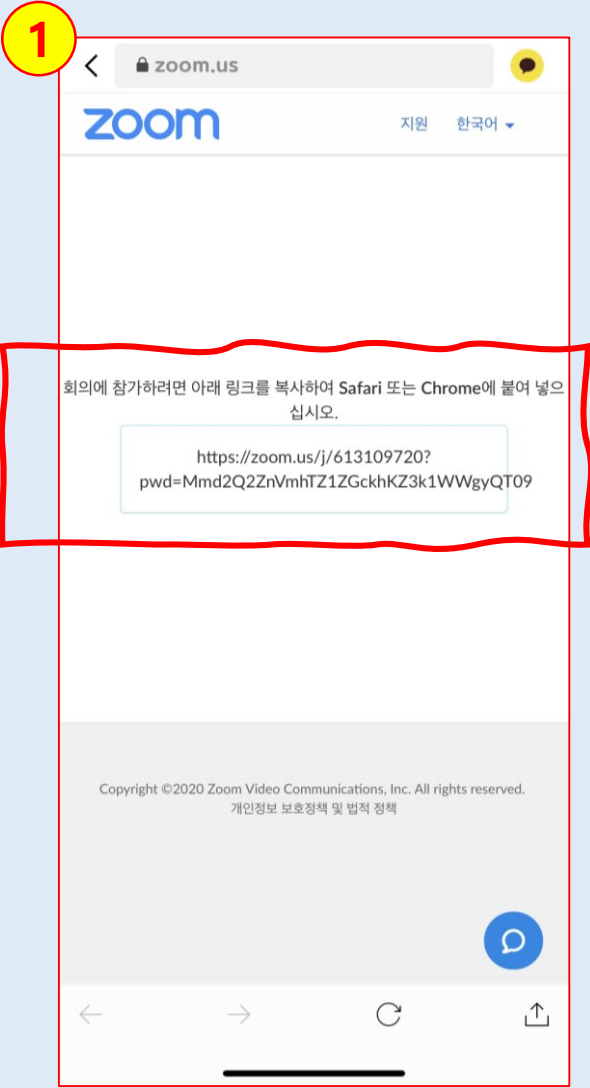 1
zoom.us
zoom
지원 한국어
회의에 참가하려면 아래 링크를 복사하여 Safari 또는 Chrome에 붙여 넣으
십시오.
https://zoom.us/j/613109720?
pwd=Mmd2Q2ZnVmhTZ1ZGckhKZ3k1WWgyQT09
Copyright ©2020 Zoom Video Communications, Inc. All rights reserved.
개인정보 보호정책 및 법적 정책